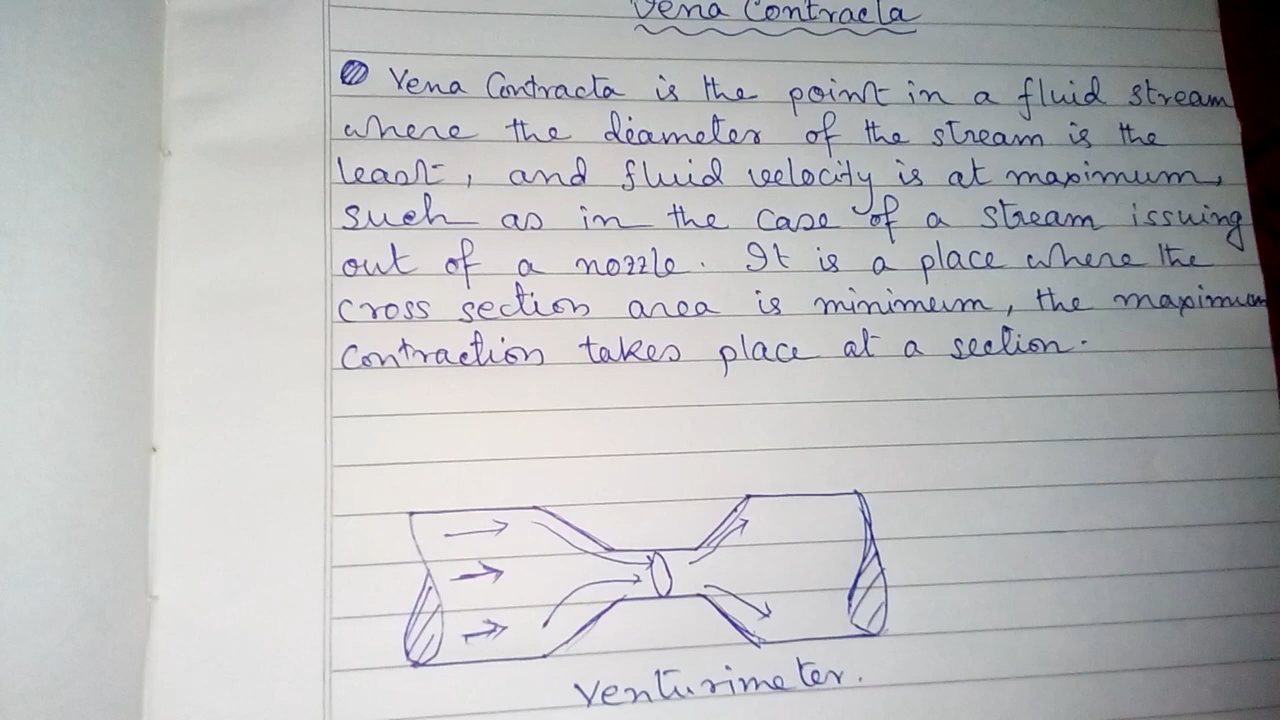 Vena Contracta
Vena Contracta is the point in a fluid stream
where the diameter of the stream is the
least, and fluid velocity is at maximum,
such as in the case of a stream issuing
out of a nozzle. It is a place where the
cross section area is minimum, the maximum
contraction takes place at a section.
Venturimeter.